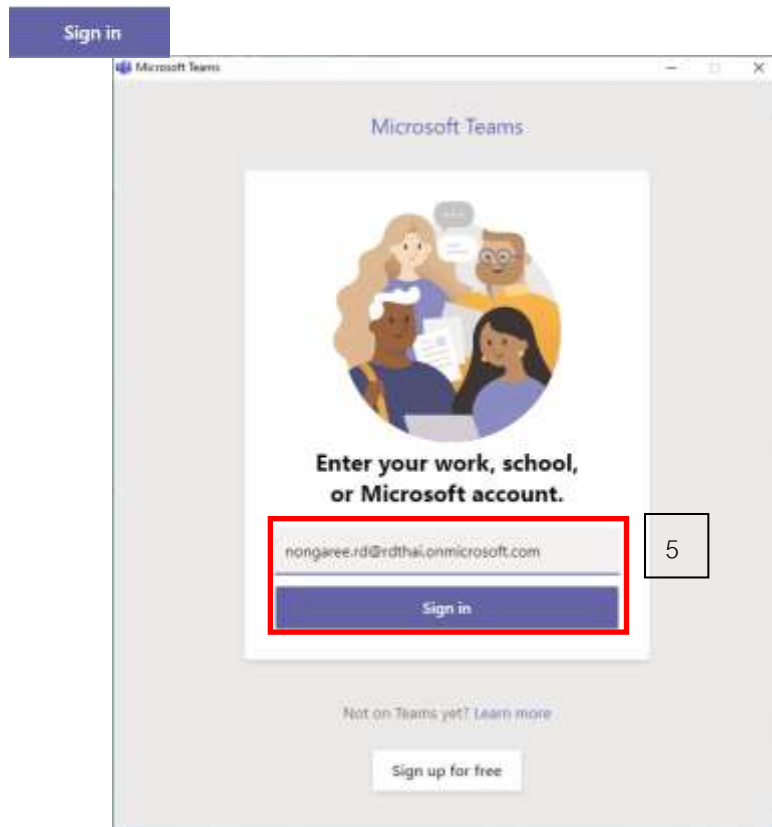 Sign in
Microsoft Teams
Microsoft Teams
Enter your work, school,
or Microsoft account.
nongaree.rd@rdthai.onmicrosoft.com
5
Sign in
Not on Teams yet? Learn more
Sign up for free